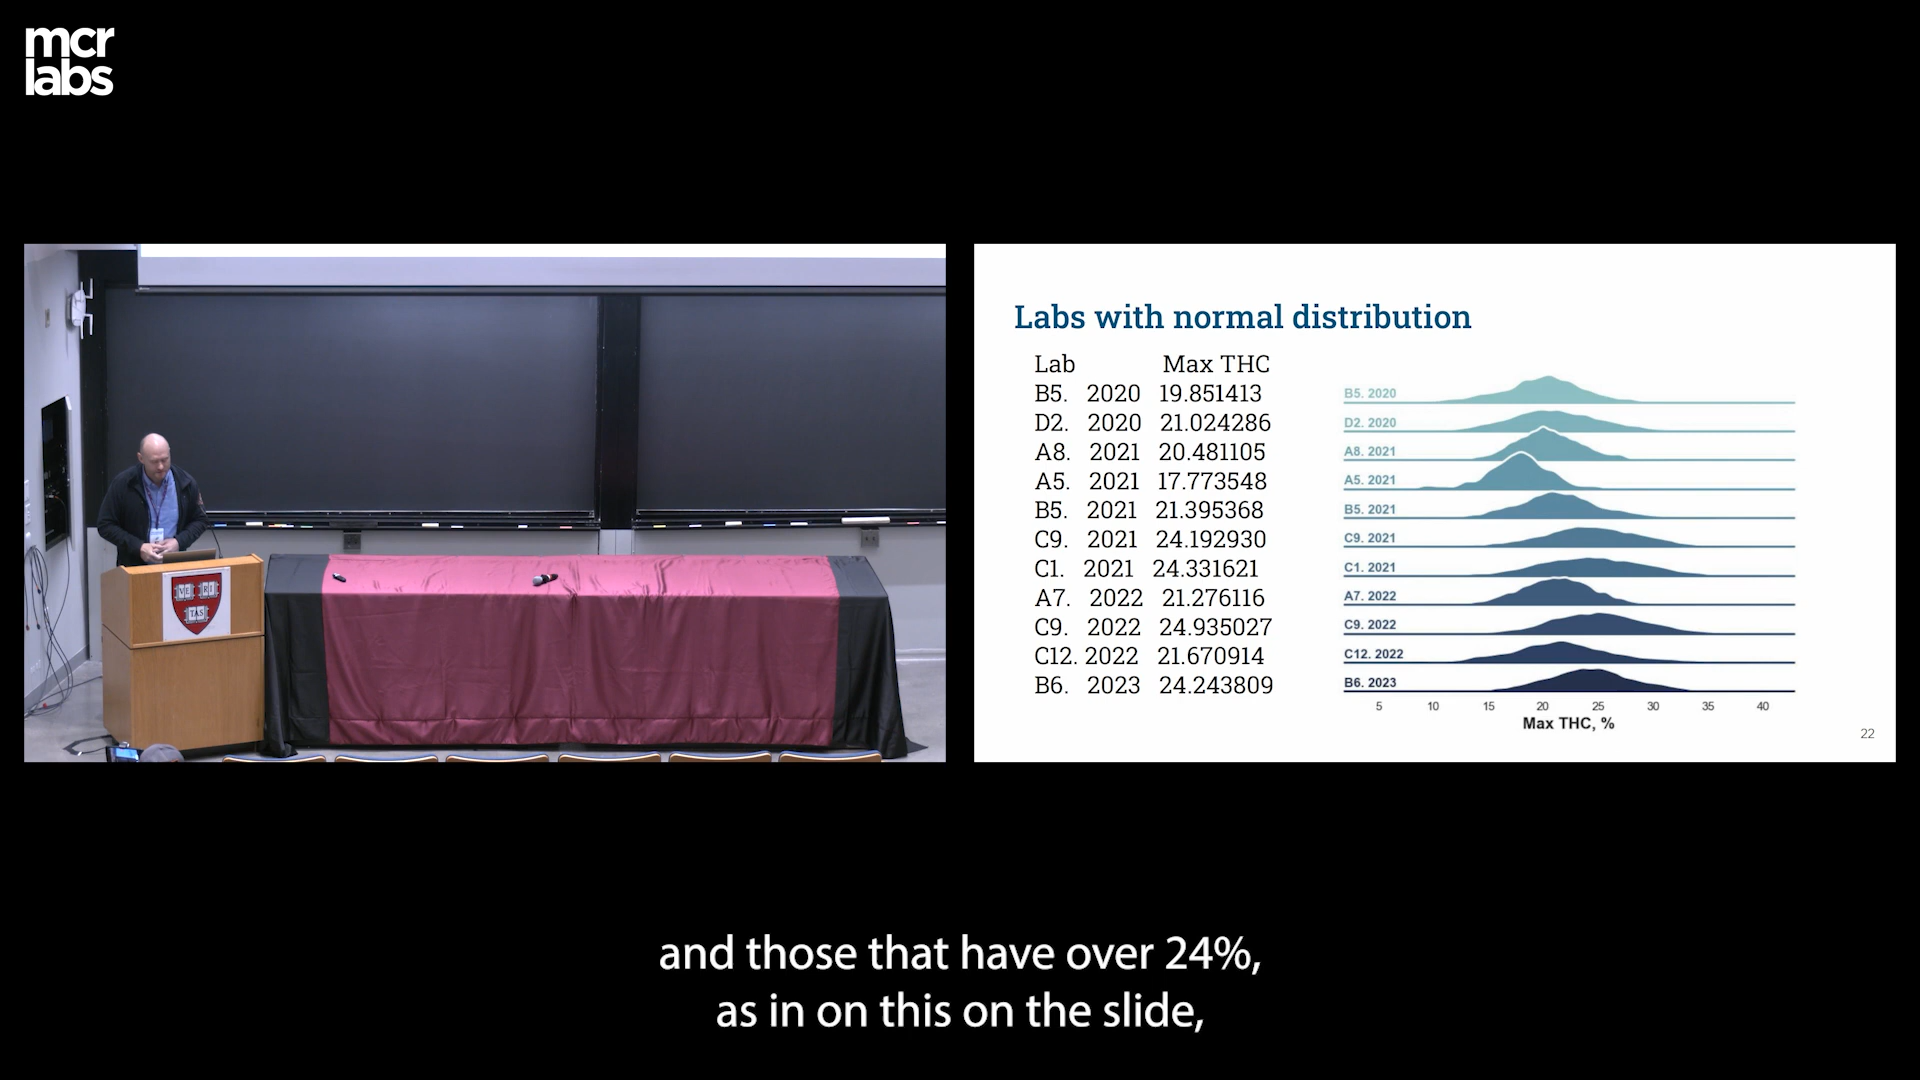 mcr
labs
VE RI
TAS
Labs with normal distribution
Lab Max THC
B5. 2020 19.851413
D2. 2020 21.024286
A8. 2021 20.481105
A5. 2021 17.773548
B5. 2021 21.395368
C9. 2021 24.192930
C1. 2021 24.331621
A7. 2022 21.276116
C9. 2022 24.935027
C12. 2022 21.670914
B6. 2023 24.243809
B5. 2020
D2. 2020
A8. 2021
A5. 2021
B5. 2021
C9. 2021
C1. 2021
A7. 2022
C9. 2022
C12. 2022
B6. 2023
5 10 15 20 25 30 35 40
Max THC, %
22
and those that have over 24%,
as in on this on the slide,